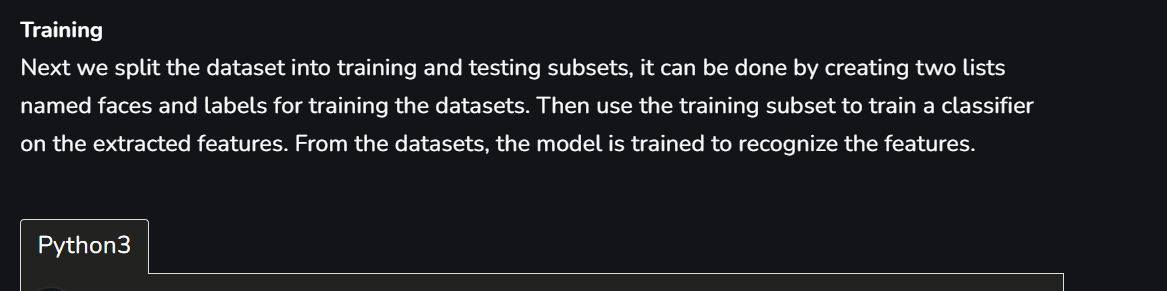 Training
Next we split the dataset into training and testing subsets, it can be done by creating two lists
named faces and labels for training the datasets. Then use the training subset to train a classifier
on the extracted features. From the datasets, the model is trained to recognize the features.
Python3